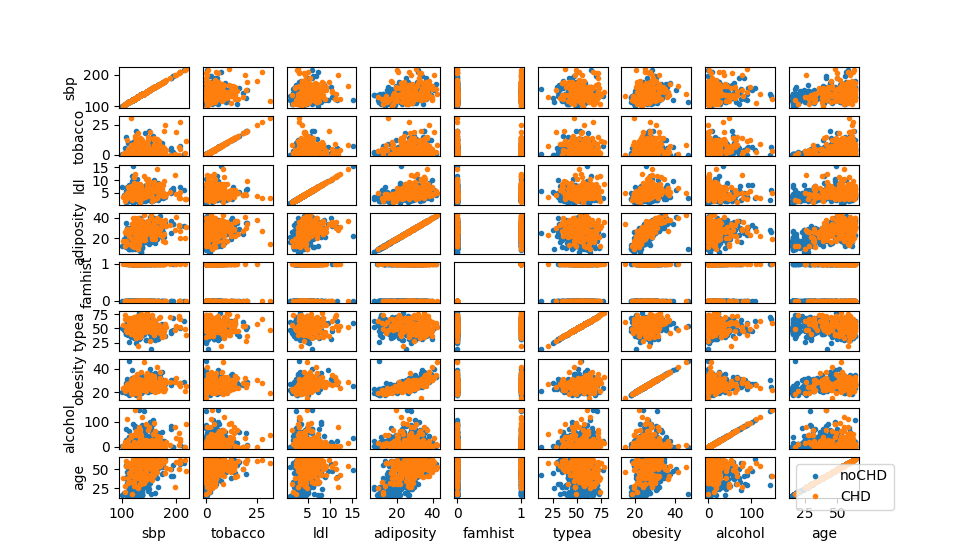 sbp
200
100
tobacco
25
0
ldl
15
10
5
adiposity
40
20
famhist
1
0
typea
75
50
25
obesity
40
20
alcohol
100
0
age
50
25
noCHD
CHD
100 200 0 25 5 10 15 20 40 0 1 25 50 75 20 40 0 100 25 50
sbp tobacco ldl adiposity famhist typea obesity alcohol age